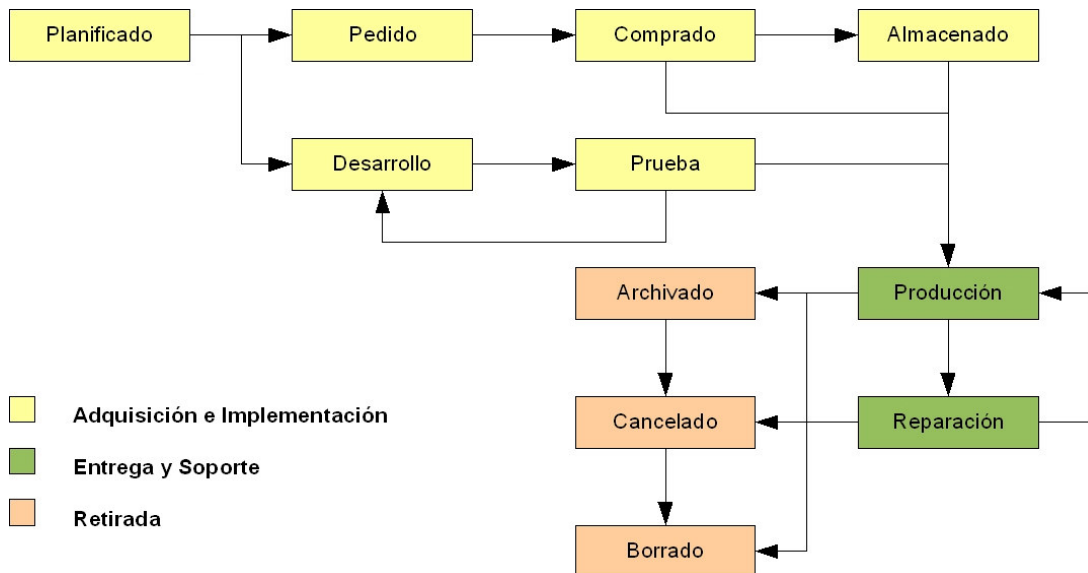 Planificado
Pedido
Comprado
Almacenado
Desarrollo
Prueba
Archivado
Producción
Adquisición e Implementación
Cancelado
Reparación
Entrega y Soporte
Retirada
Borrado